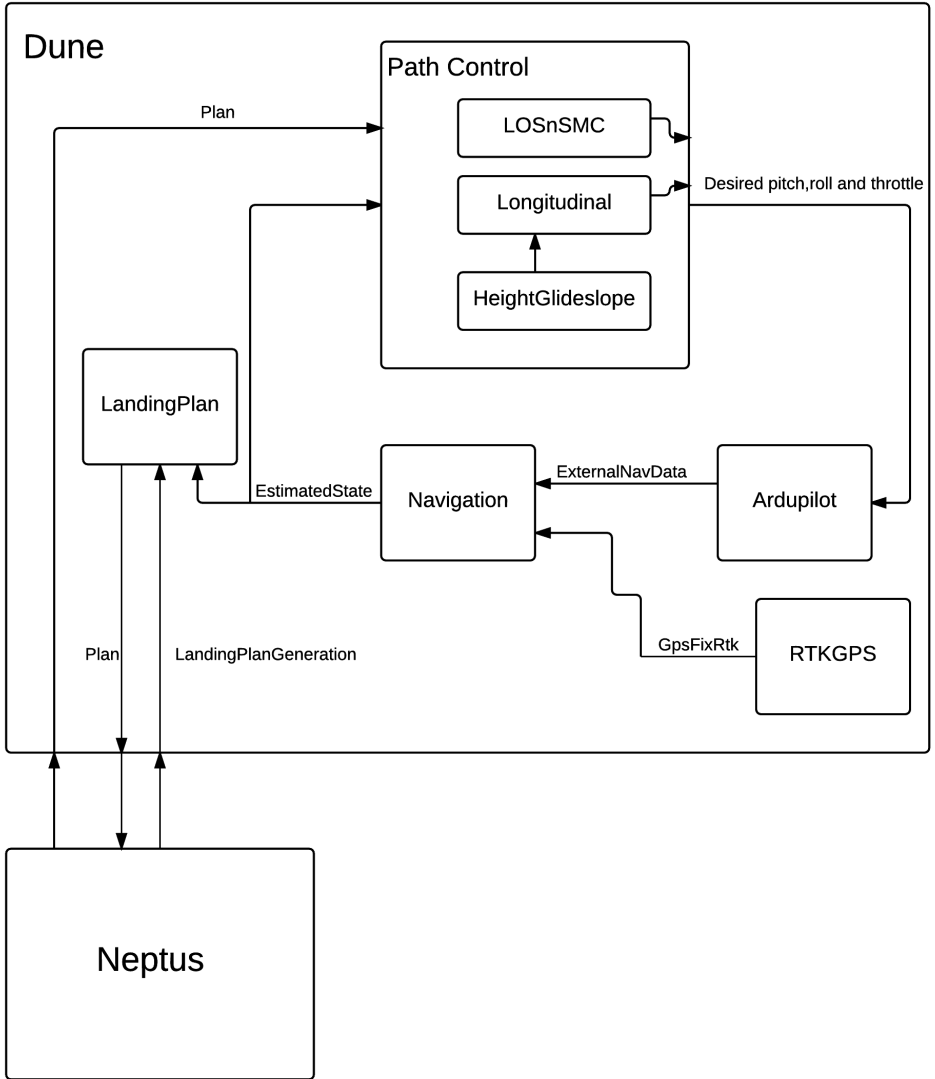 Dune
Path Control
Plan
LOSnSMC
Desired pitch,roll and throttle
Longitudinal
HeightGlideslope
LandingPlan
ExternalNavData
EstimatedState
Navigation
Ardupilot
Plan
LandingPlanGeneration
GpsFixRtk
RTKGPS
Neptus